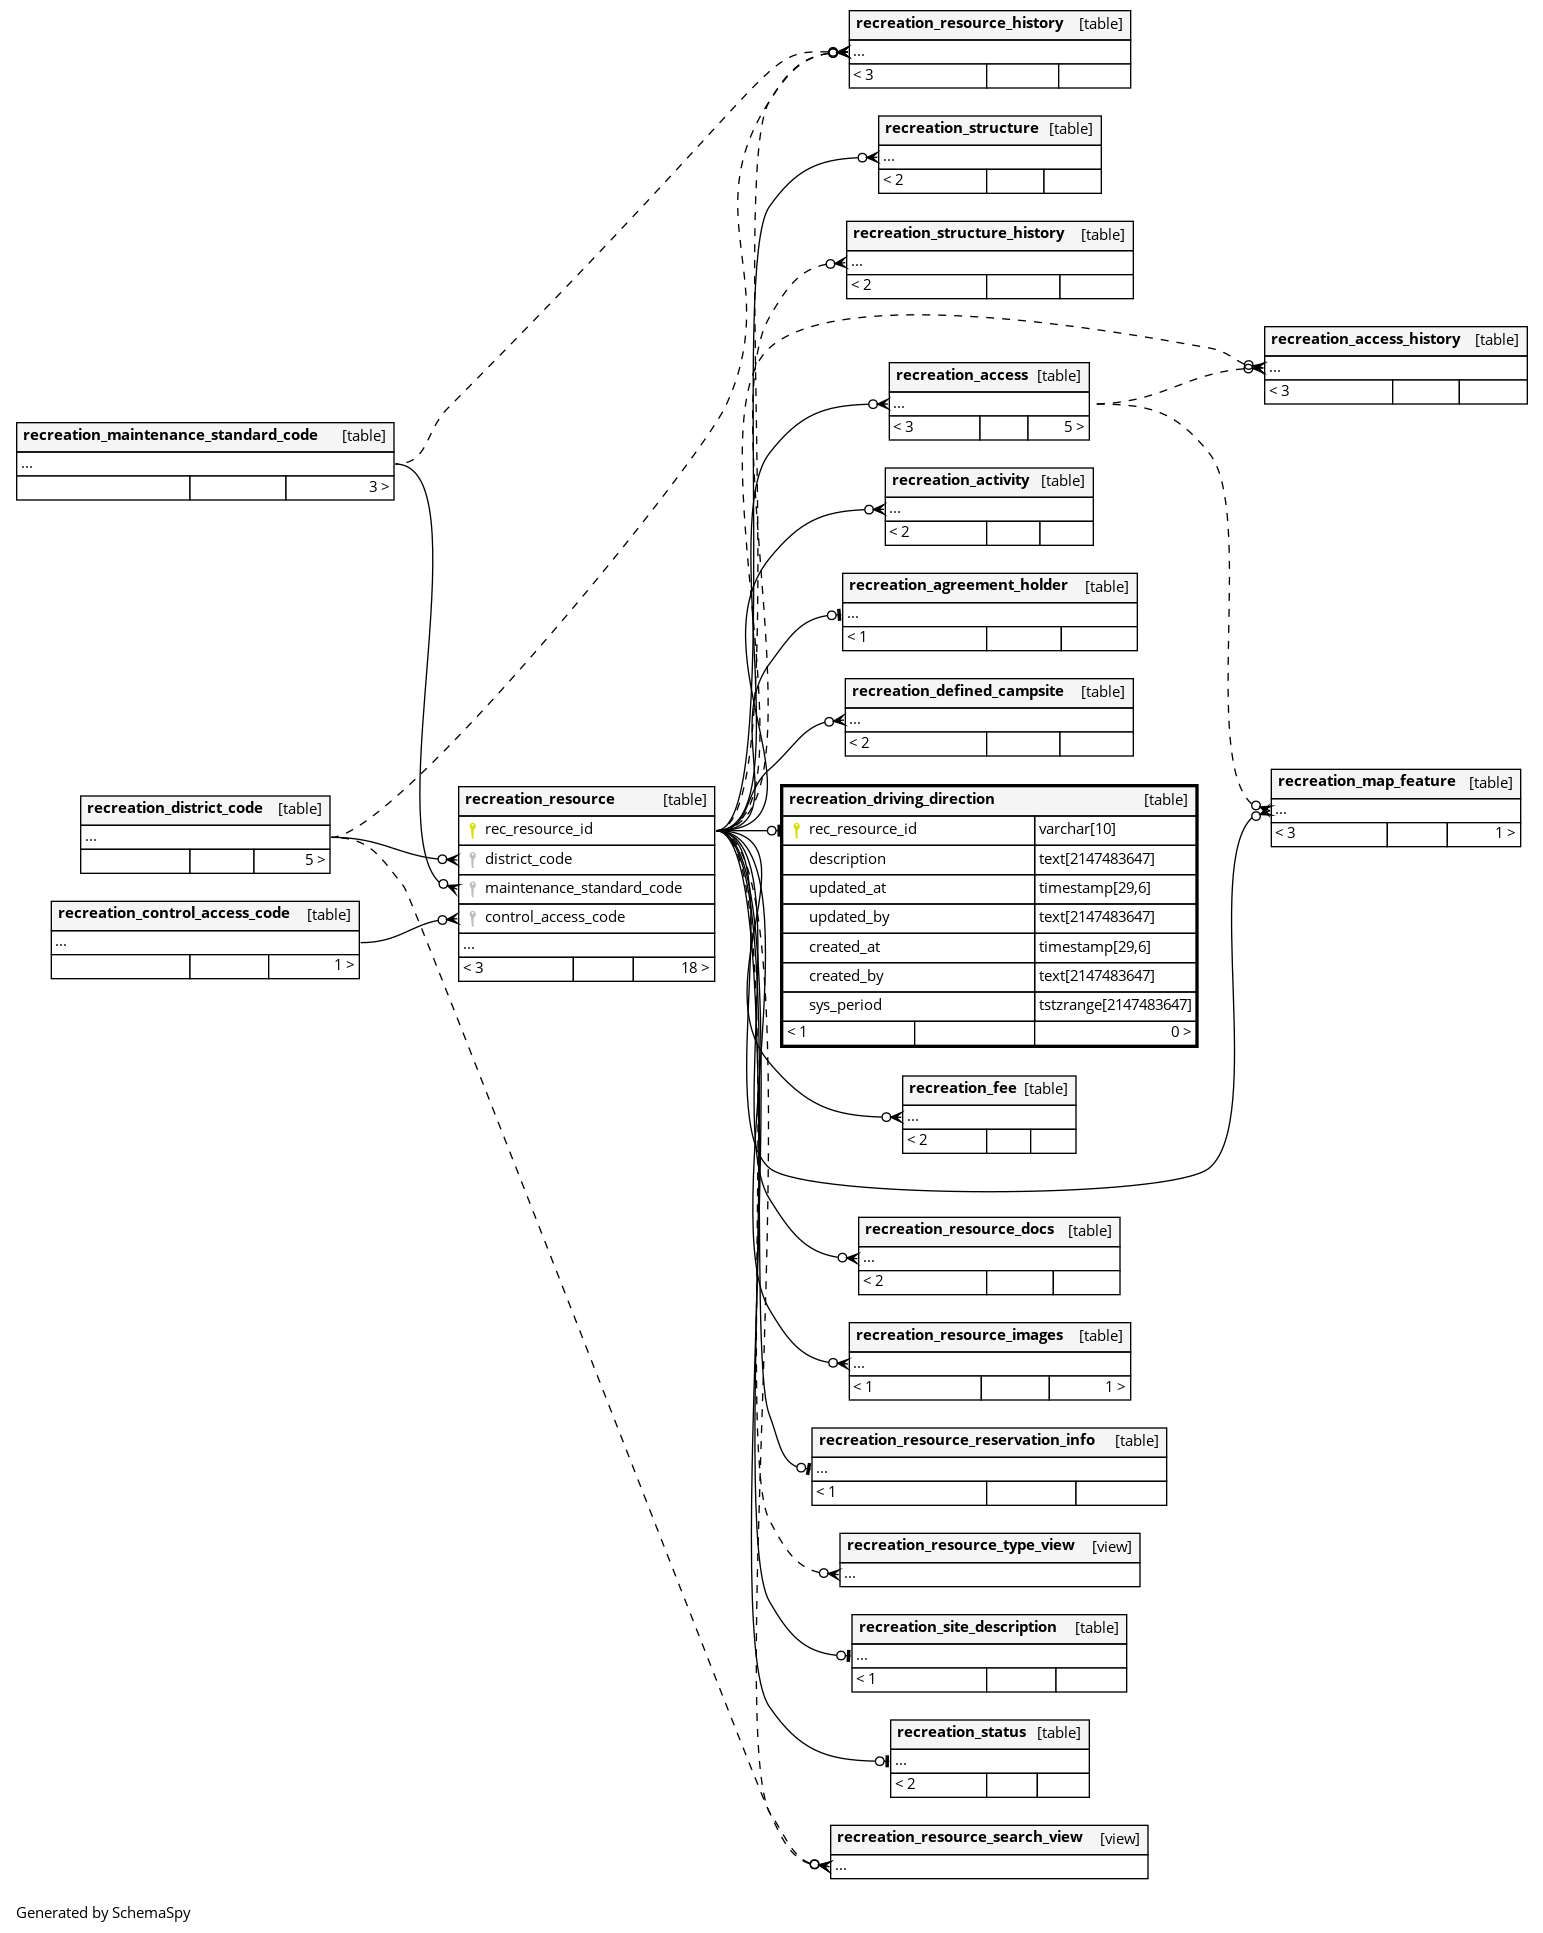 recreation_resource_history [table]
...
< 3
recreation_structure [table]
...
< 2
recreation_structure_history [table]
...
< 2
recreation_access_history [table]
...
< 3
recreation_access [table]
...
< 3 5 >
recreation_maintenance_standard_code [table]
...
3 >
recreation_activity [table]
...
< 2
recreation_agreement_holder [table]
...
< 1
recreation_defined_campsite [table]
...
< 2
recreation_map_feature [table]
...
< 3 1 >
recreation_district_code [table]
...
5 >
recreation_control_access_code [table]
...
1 >
recreation_resource [table]
rec_resource_id
district_code
maintenance_standard_code
control_access_code
...
< 3 18 >
recreation_driving_direction [table]
rec_resource_id varchar[10]
description text[2147483647]
updated_at timestamp[29,6]
updated_by text[2147483647]
created_at timestamp[29,6]
created_by text[2147483647]
sys_period tstzrange[2147483647]
< 1 0 >
recreation_fee [table]
...
< 2
recreation_resource_docs [table]
...
< 2
recreation_resource_images [table]
...
< 1 1 >
recreation_resource_reservation_info [table]
...
< 1
recreation_resource_type_view [view]
...
recreation_site_description [table]
...
< 1
recreation_status [table]
...
< 2
recreation_resource_search_view [view]
...
Generated by SchemaSpy